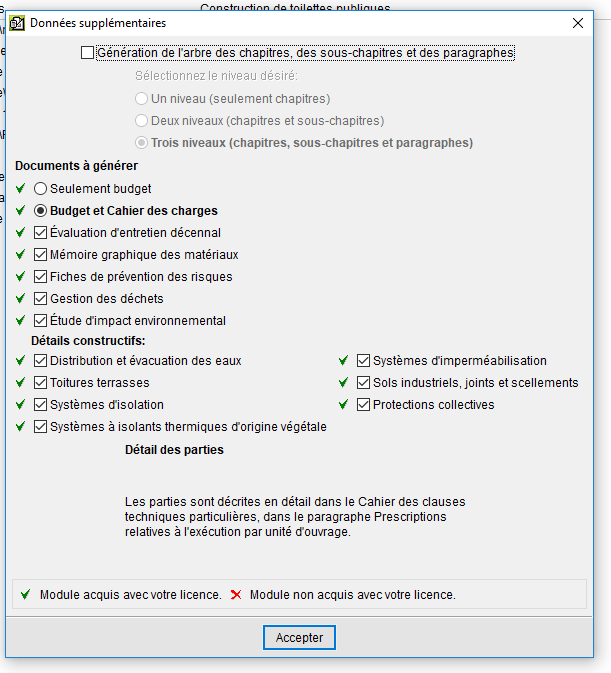 Construction de toilettes publiques
Données supplémentaires
Génération de l'arbre des chapitres, des sous-chapitres et des paragraphes
Sélectionnez le niveau désiré:
Un niveau (seulement chapitres)
Deux niveaux (chapitres et sous-chapitres)
Trois niveaux (chapitres, sous-chapitres et paragraphes)
Documents à générer
Seulement budget
Budget et Cahier des charges
Évaluation d'entretien décennal
Mémoire graphique des matériaux
Fiches de prévention des risques
Gestion des déchets
Étude d'impact environnemental
Détails constructifs:
Distribution et évacuation des eaux Systèmes d'imperméabilisation
Toitures terrasses Sols industriels, joints et scellements
Systèmes d'isolation Protections collectives
Systèmes à isolants thermiques d'origine végétale
Détail des parties
Les parties sont décrites en détail dans le Cahier des clauses
techniques particulières, dans le paragraphe Prescriptions
relatives à l'exécution par unité d'ouvrage.
Module acquis avec votre licence. Module non acquis avec votre licence.
Accepter